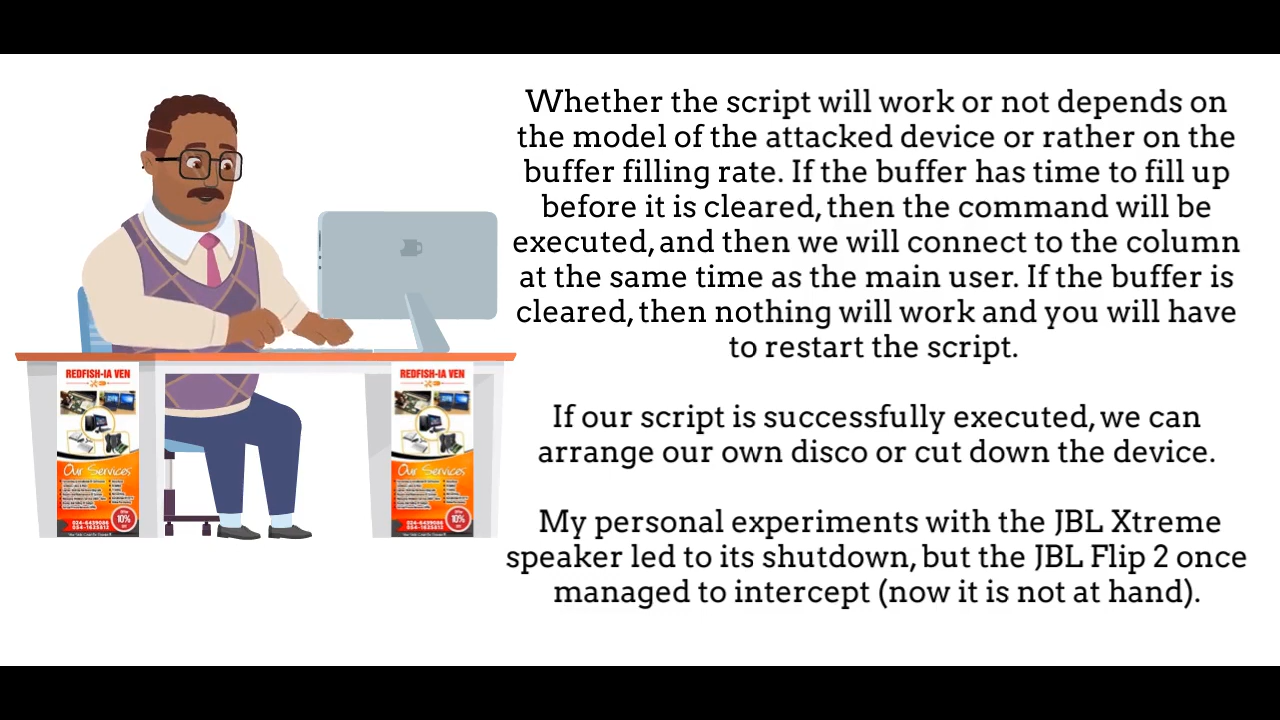 Whether the script will work or not depends on
the model of the attacked device or rather on the
buffer filling rate. If the buffer has time to fill up
before it is cleared, then the command will be
executed, and then we will connect to the column
at the same time as the main user. If the buffer is
cleared, then nothing will work and you will have
to restart the script.
If our script is successfully executed, we can
arrange our own disco or cut down the device.
My personal experiments with the JBL Xtreme
speaker led to its shutdown, but the JBL Flip 2 once
managed to intercept (now it is not at hand).
REDFISH-IA VEN
Our Services
10%
REDFISH-IA VEN
Our Services
10%